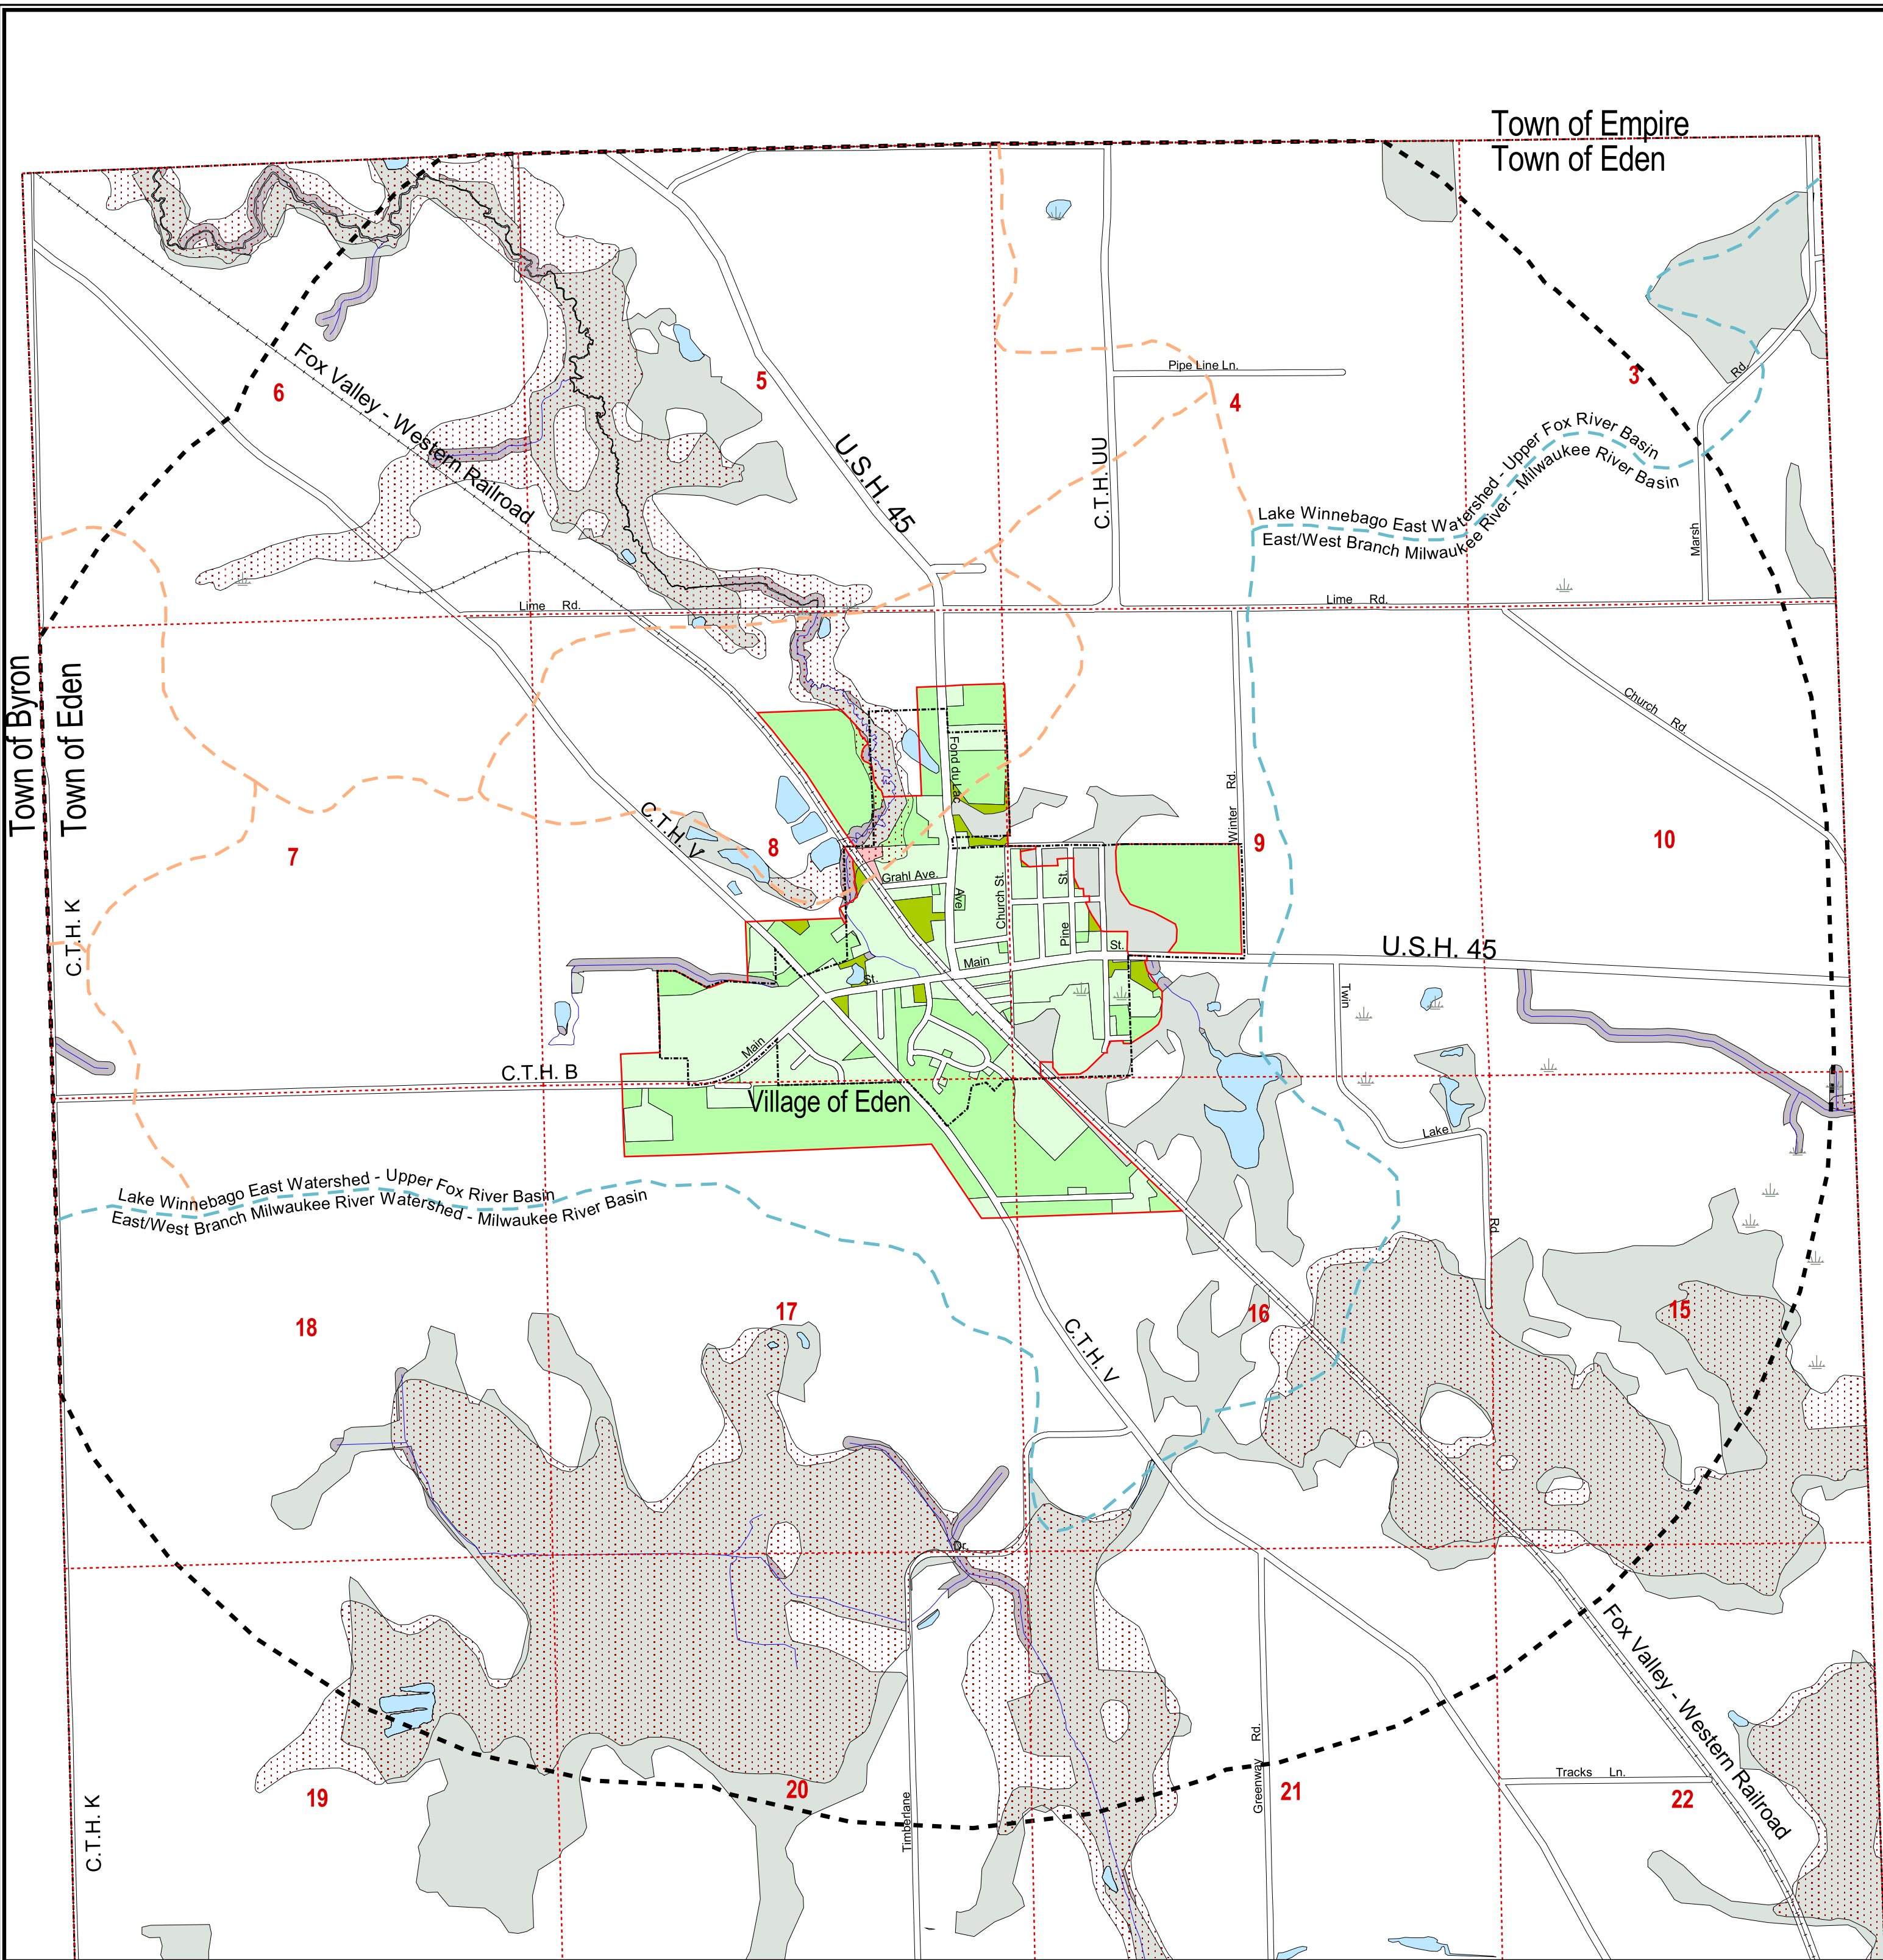 Town of Empire
Town of Eden
Fox Valley - Western Railroad
6
5
U.S.H. 45
C.T.H. UU
Pipe Line Ln.
4
3
Rd.
Lake Winnebago East Watershed - Upper Fox River Basin
East/West Branch Milwaukee River - Milwaukee River Basin
Marsh
Lime Rd.
Lime Rd.
Town of Byron
Town of Eden
Church Rd.
Fond du Lac
Ave
Winter Rd.
C.T.H. V
7
8
9
10
Grahl Ave.
Church St.
St.
Pine
St.
C.T.H. K
Main
St.
U.S.H. 45
Twin
Main
C.T.H. B
Village of Eden
Lake
Rd.
Lake Winnebago East Watershed - Upper Fox River Basin
East/West Branch Milwaukee River Watershed - Milwaukee River Basin
18
17
16
15
C.T.H. V
Dr.
Fox Valley - Western Railroad
Greenway Rd.
Tracks Ln.
19
20
21
22
Timberlane
C.T.H. K